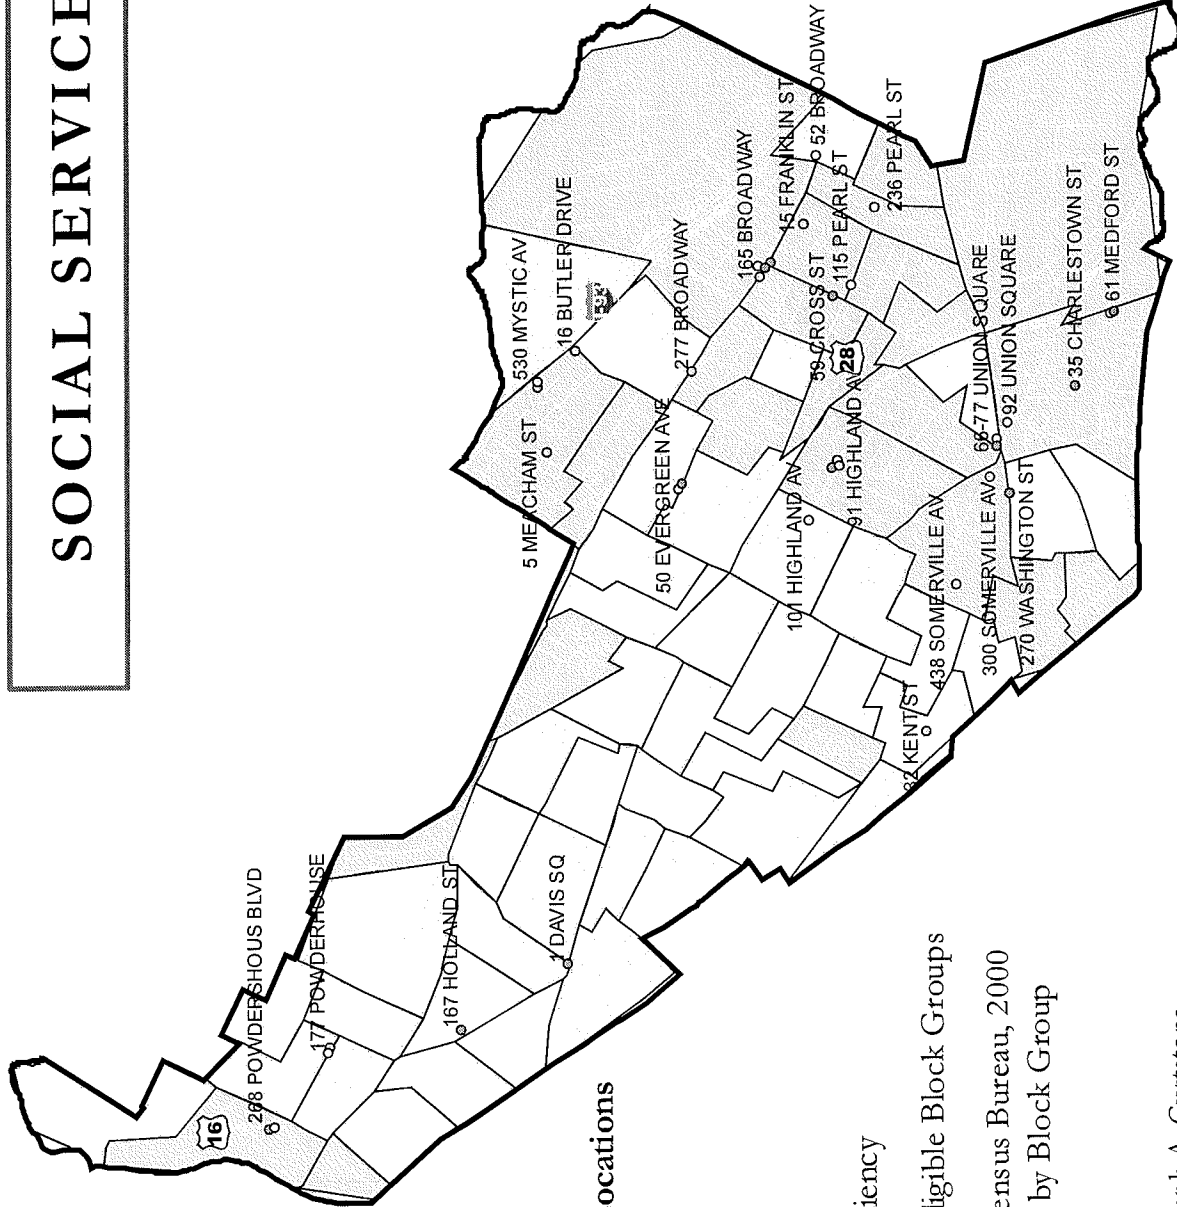 SOCIAL SERVICE
530 MYSTIC AV
16 BUTLER DRIVE
5 MEACHAM ST
277 BROADWAY
165 BROADWAY
15 FRANKLIN ST
52 BROADWAY
50 EVERGREEN AVE
59 CROSS ST
115 PEARL ST
236 PEARL ST
28
101 HIGHLAND AV
91 HIGHLAND AV
66-77 UNION SQUARE
92 UNION SQUARE
35 CHARLESTOWN ST
61 MEDFORD ST
438 SOMERVILLE AV
300 SOMERVILLE AV
270 WASHINGTON ST
32 KENT ST
268 POWDERSHOUS BLVD
177 POWDERHOUSE
167 HOLLAND ST
1 DAVIS SQ
16
ocations
iency
ligible Block Groups
ensus Bureau, 2000
by Block Group